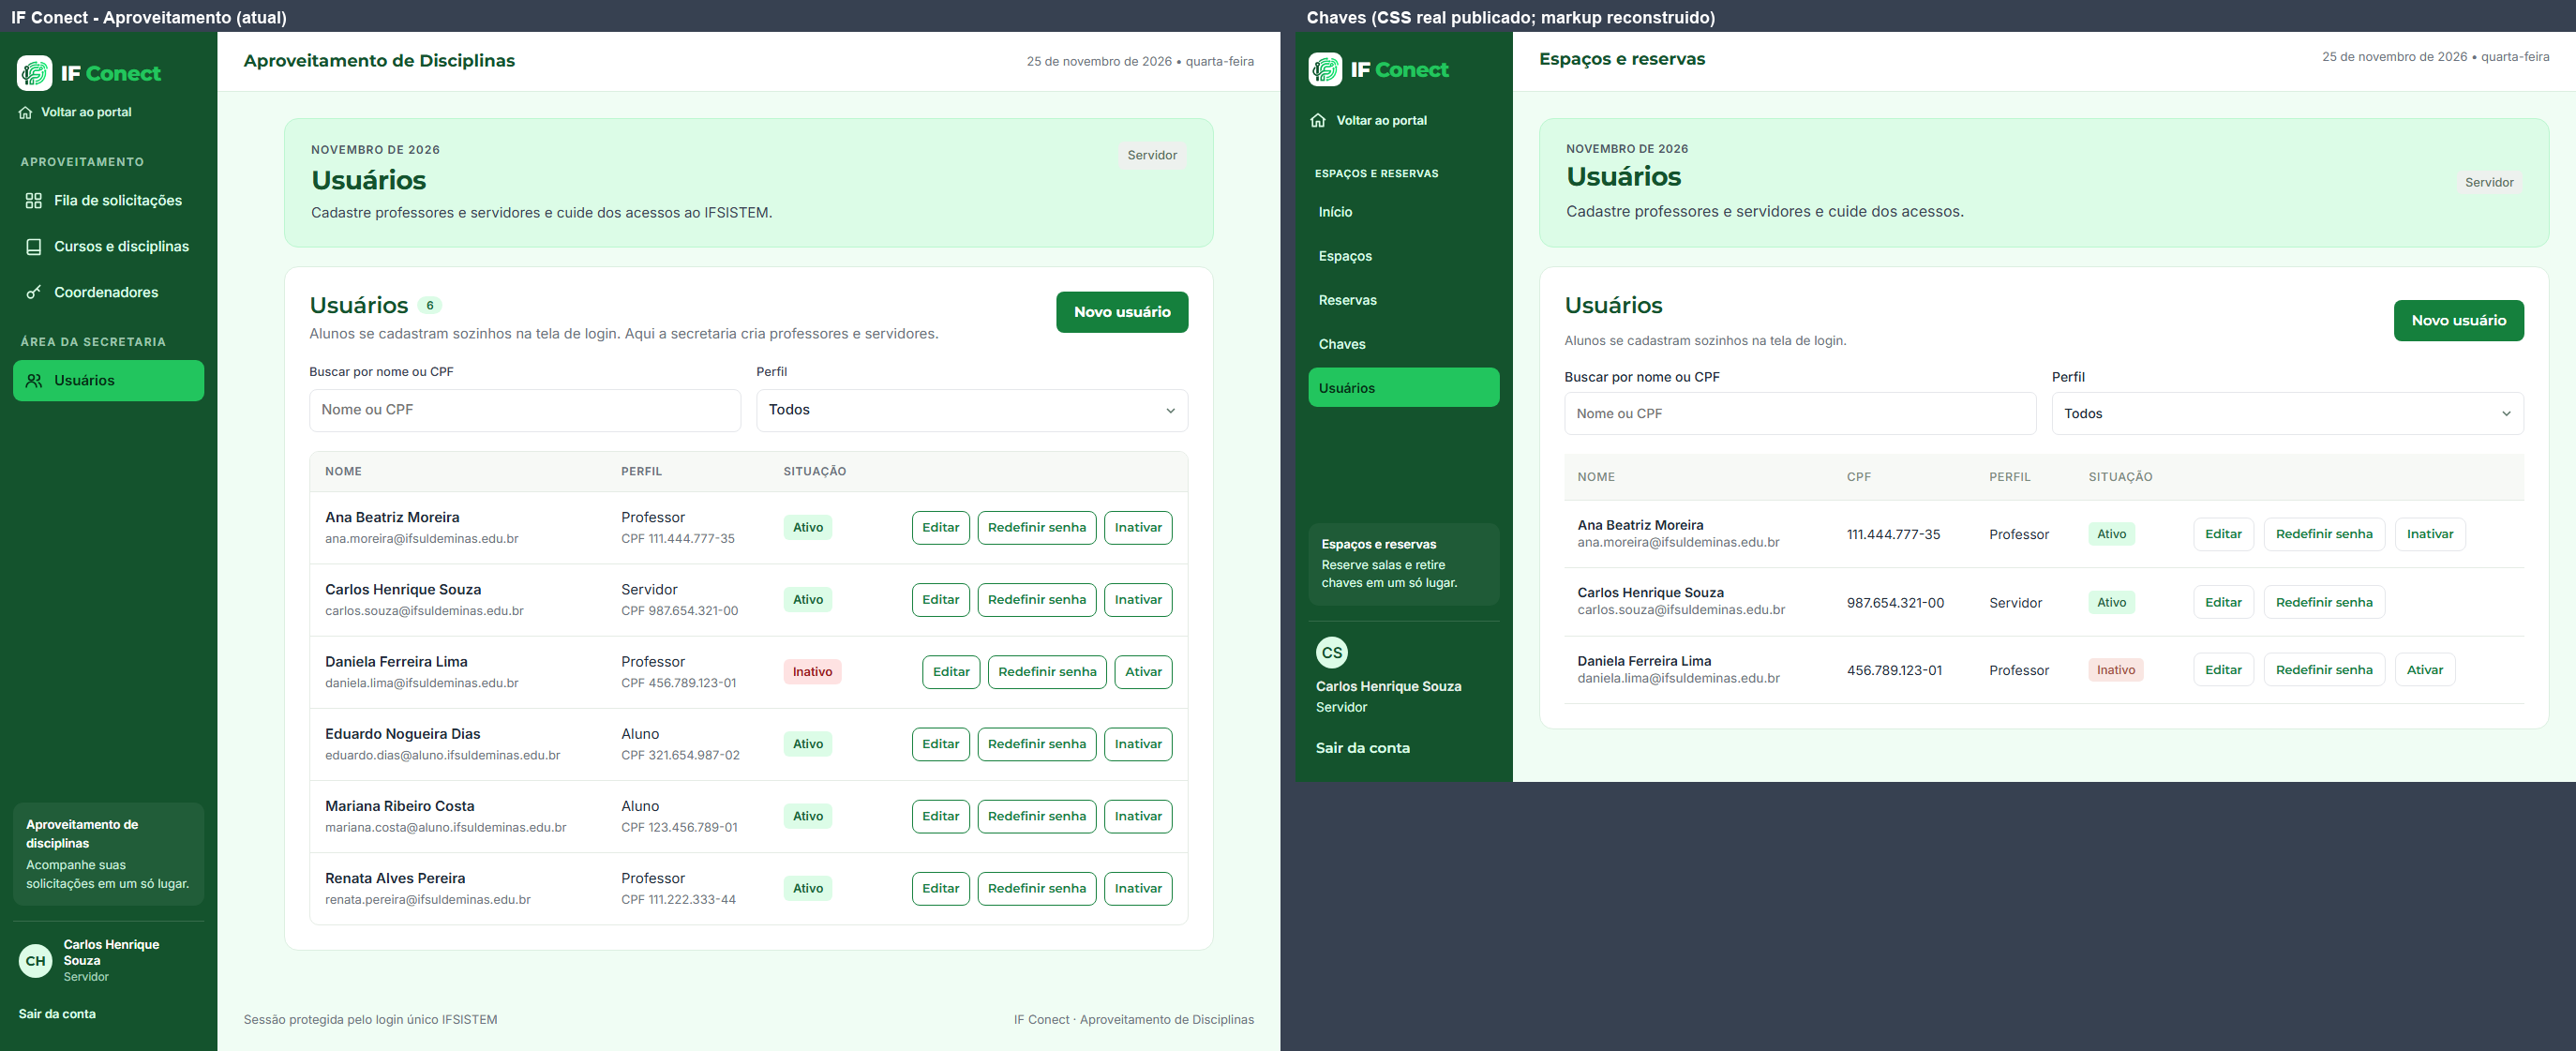 IF Conect - Aproveitamento (atual)
IF Conect
Voltar ao portal
APROVEITAMENTO
Fila de solicitações
Cursos e disciplinas
Coordenadores
ÁREA DA SECRETARIA
Usuários
Aproveitamento de
disciplinas
Acompanhe suas
solicitações em um só lugar.
CH
Carlos Henrique
Souza
Servidor
Sair da conta
Aproveitamento de Disciplinas
25 de novembro de 2026 • quarta-feira
NOVEMBRO DE 2026
Usuários
Cadastre professores e servidores e cuide dos acessos ao IFSISTEM.
Servidor
Usuários 6
Alunos se cadastram sozinhos na tela de login. Aqui a secretaria cria professores e servidores.
Novo usuário
Buscar por nome ou CPF
Perfil
Nome ou CPF
Todos
NOME PERFIL SITUAÇÃO
Ana Beatriz Moreira
ana.moreira@ifsuldeminas.edu.br
Professor
CPF 111.444.777-35
Ativo
Editar Redefinir senha Inativar
Carlos Henrique Souza
carlos.souza@ifsuldeminas.edu.br
Servidor
CPF 987.654.321-00
Ativo
Editar Redefinir senha Inativar
Daniela Ferreira Lima
daniela.lima@ifsuldeminas.edu.br
Professor
CPF 456.789.123-01
Inativo
Editar Redefinir senha Ativar
Eduardo Nogueira Dias
eduardo.dias@aluno.ifsuldeminas.edu.br
Aluno
CPF 321.654.987-02
Ativo
Editar Redefinir senha Inativar
Mariana Ribeiro Costa
mariana.costa@aluno.ifsuldeminas.edu.br
Aluno
CPF 123.456.789-01
Ativo
Editar Redefinir senha Inativar
Renata Alves Pereira
renata.pereira@ifsuldeminas.edu.br
Professor
CPF 111.222.333-44
Ativo
Editar Redefinir senha Inativar
Sessão protegida pelo login único IFSISTEM
IF Conect · Aproveitamento de Disciplinas
Chaves (CSS real publicado; markup reconstruido)
IF Conect
Voltar ao portal
ESPAÇOS E RESERVAS
Início
Espaços
Reservas
Chaves
Usuários
Espaços e reservas
Reserve salas e retire
chaves em um só lugar.
CS
Carlos Henrique Souza
Servidor
Sair da conta
Espaços e reservas
25 de novembro de 2026 • quarta-feira
NOVEMBRO DE 2026
Usuários
Cadastre professores e servidores e cuide dos acessos.
Servidor
Usuários
Alunos se cadastram sozinhos na tela de login.
Novo usuário
Buscar por nome ou CPF
Perfil
Nome ou CPF
Todos
NOME CPF PERFIL SITUAÇÃO
Ana Beatriz Moreira
ana.moreira@ifsuldeminas.edu.br
111.444.777-35
Professor
Ativo
Editar Redefinir senha Inativar
Carlos Henrique Souza
carlos.souza@ifsuldeminas.edu.br
987.654.321-00
Servidor
Ativo
Editar Redefinir senha
Daniela Ferreira Lima
daniela.lima@ifsuldeminas.edu.br
456.789.123-01
Professor
Inativo
Editar Redefinir senha Ativar